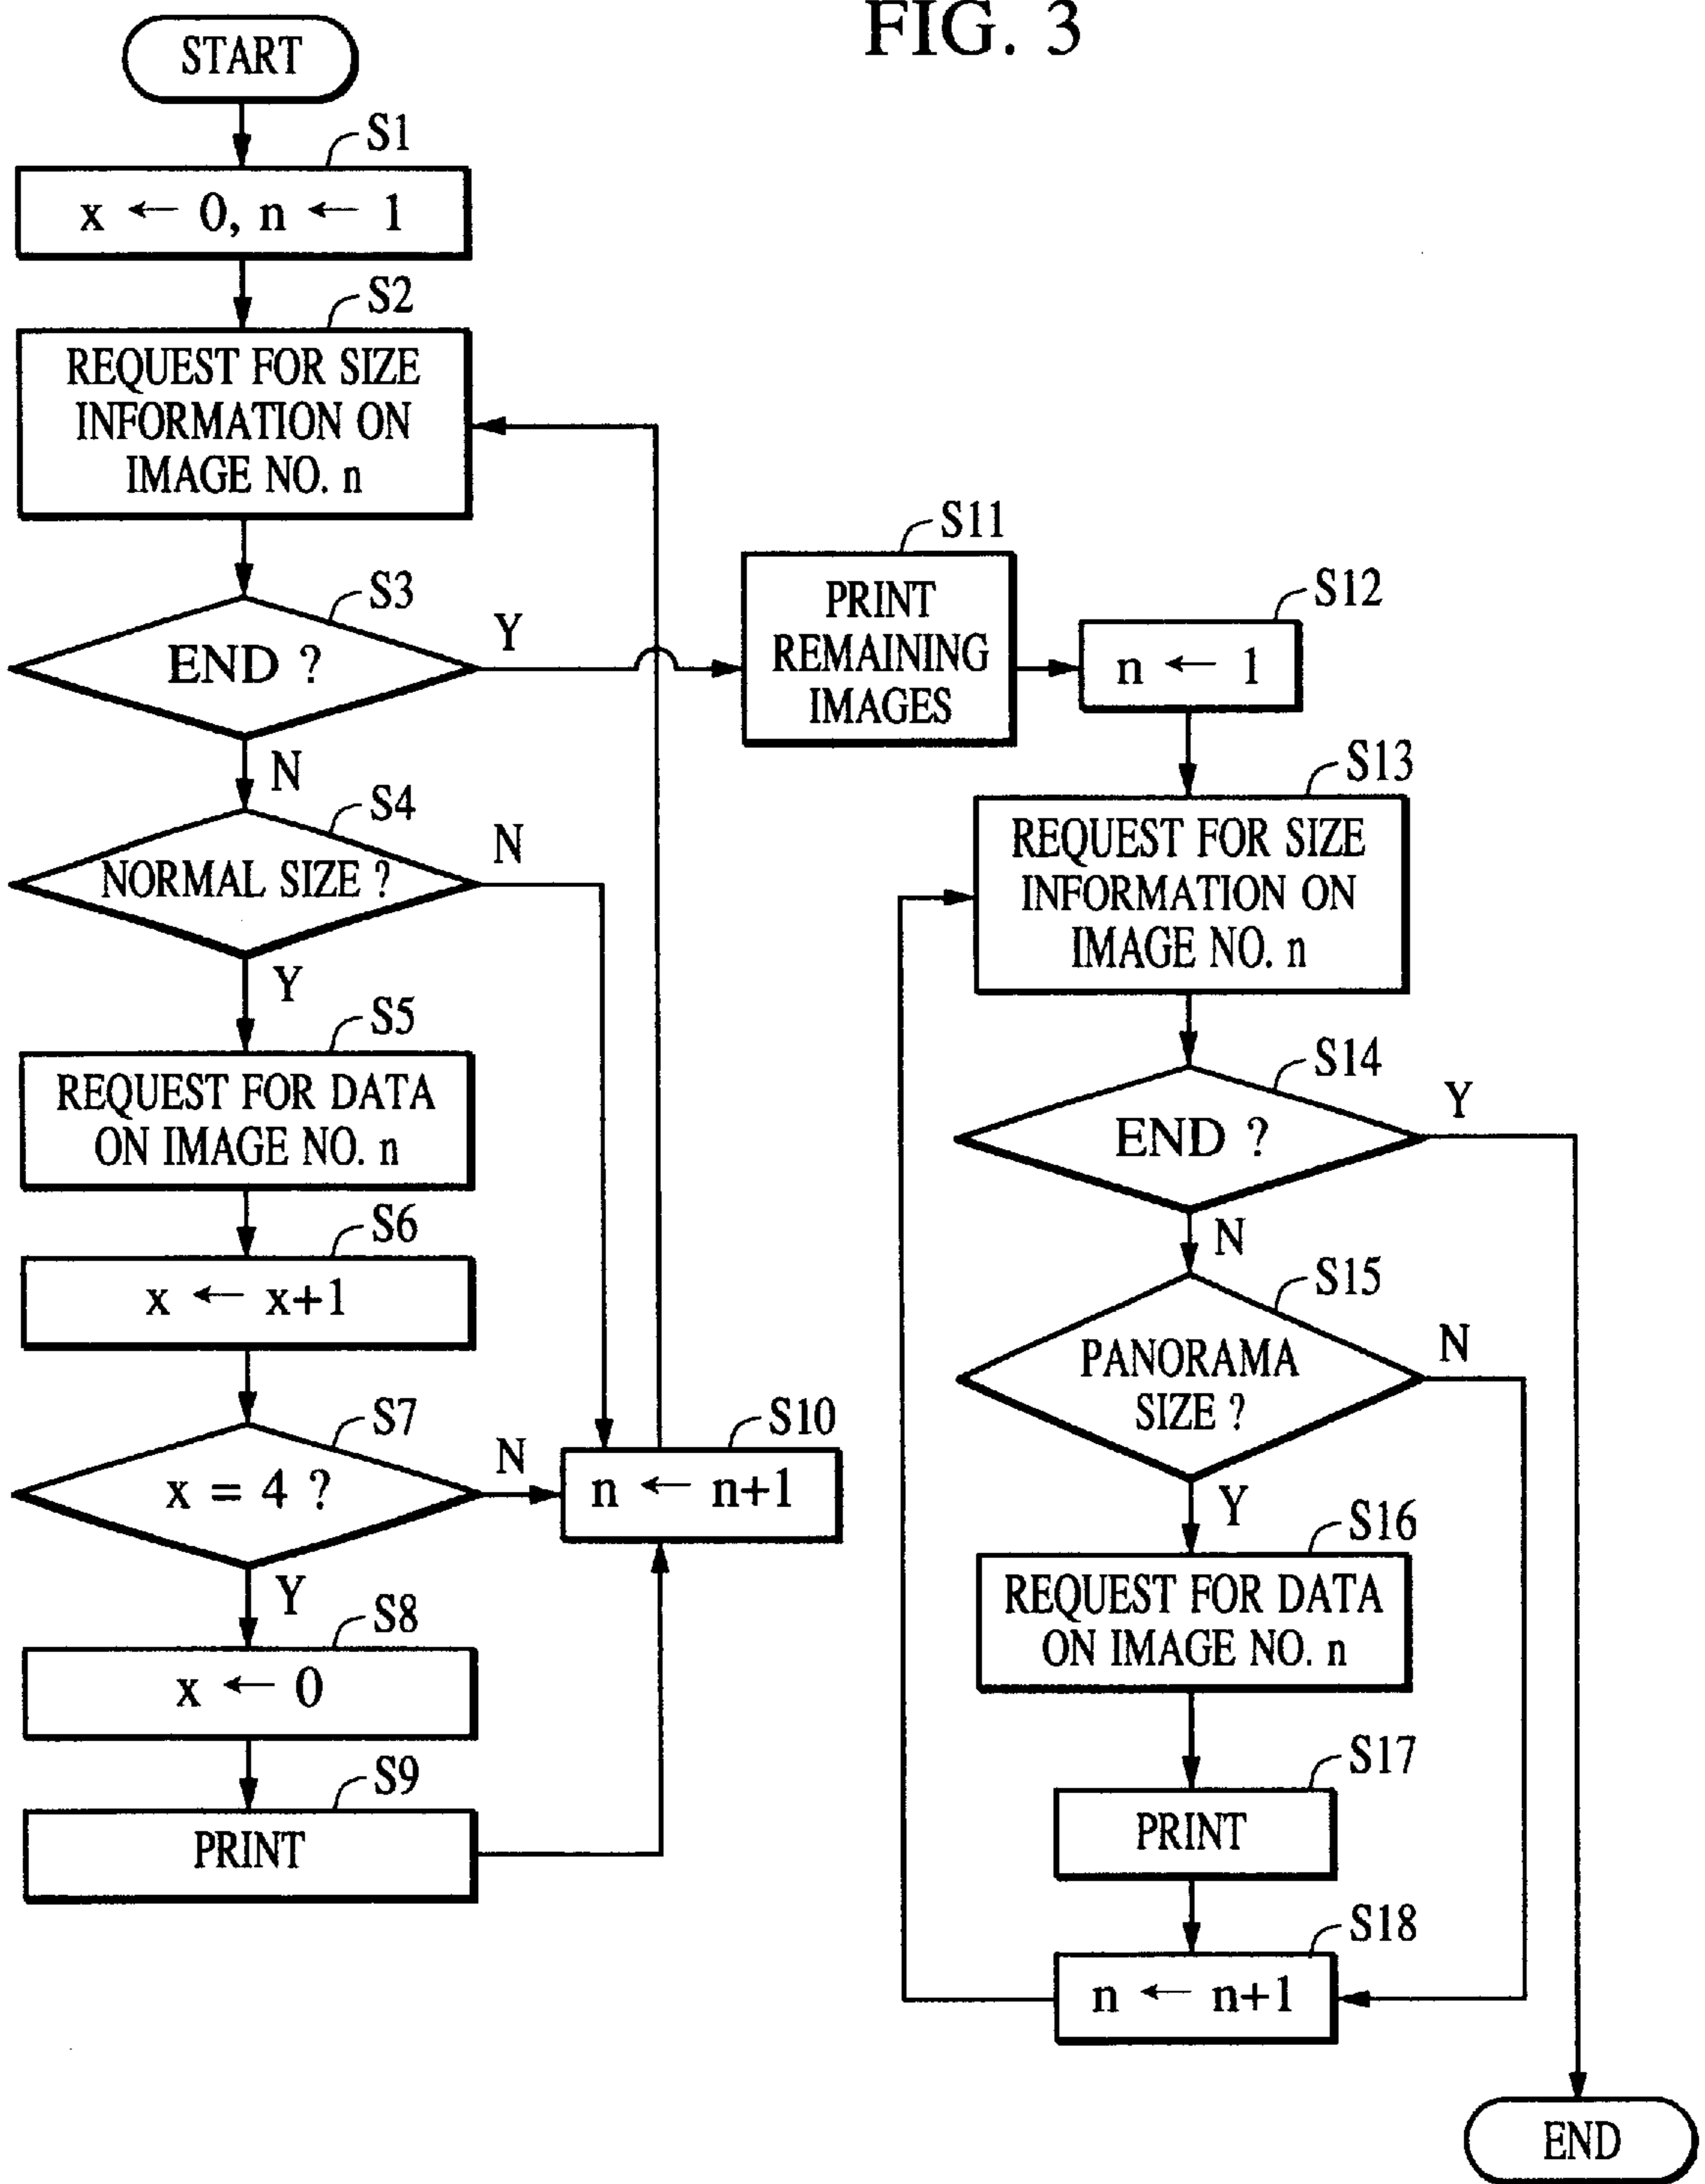 FIG. 3
START
S1
x ← 0, n ← 1
S2
REQUEST FOR SIZE
INFORMATION ON
IMAGE NO. n
S3
END ?
Y
N
S4
NORMAL SIZE ?
N
Y
S5
REQUEST FOR DATA
ON IMAGE NO. n
S6
x ← x+1
S7
x = 4 ?
N
Y
S8
x ← 0
S9
PRINT
S10
n ← n+1
S11
PRINT
REMAINING
IMAGES
S12
n ← 1
S13
REQUEST FOR SIZE
INFORMATION ON
IMAGE NO. n
S14
END ?
Y
N
S15
PANORAMA
SIZE ?
N
Y
S16
REQUEST FOR DATA
ON IMAGE NO. n
S17
PRINT
S18
n ← n+1
END